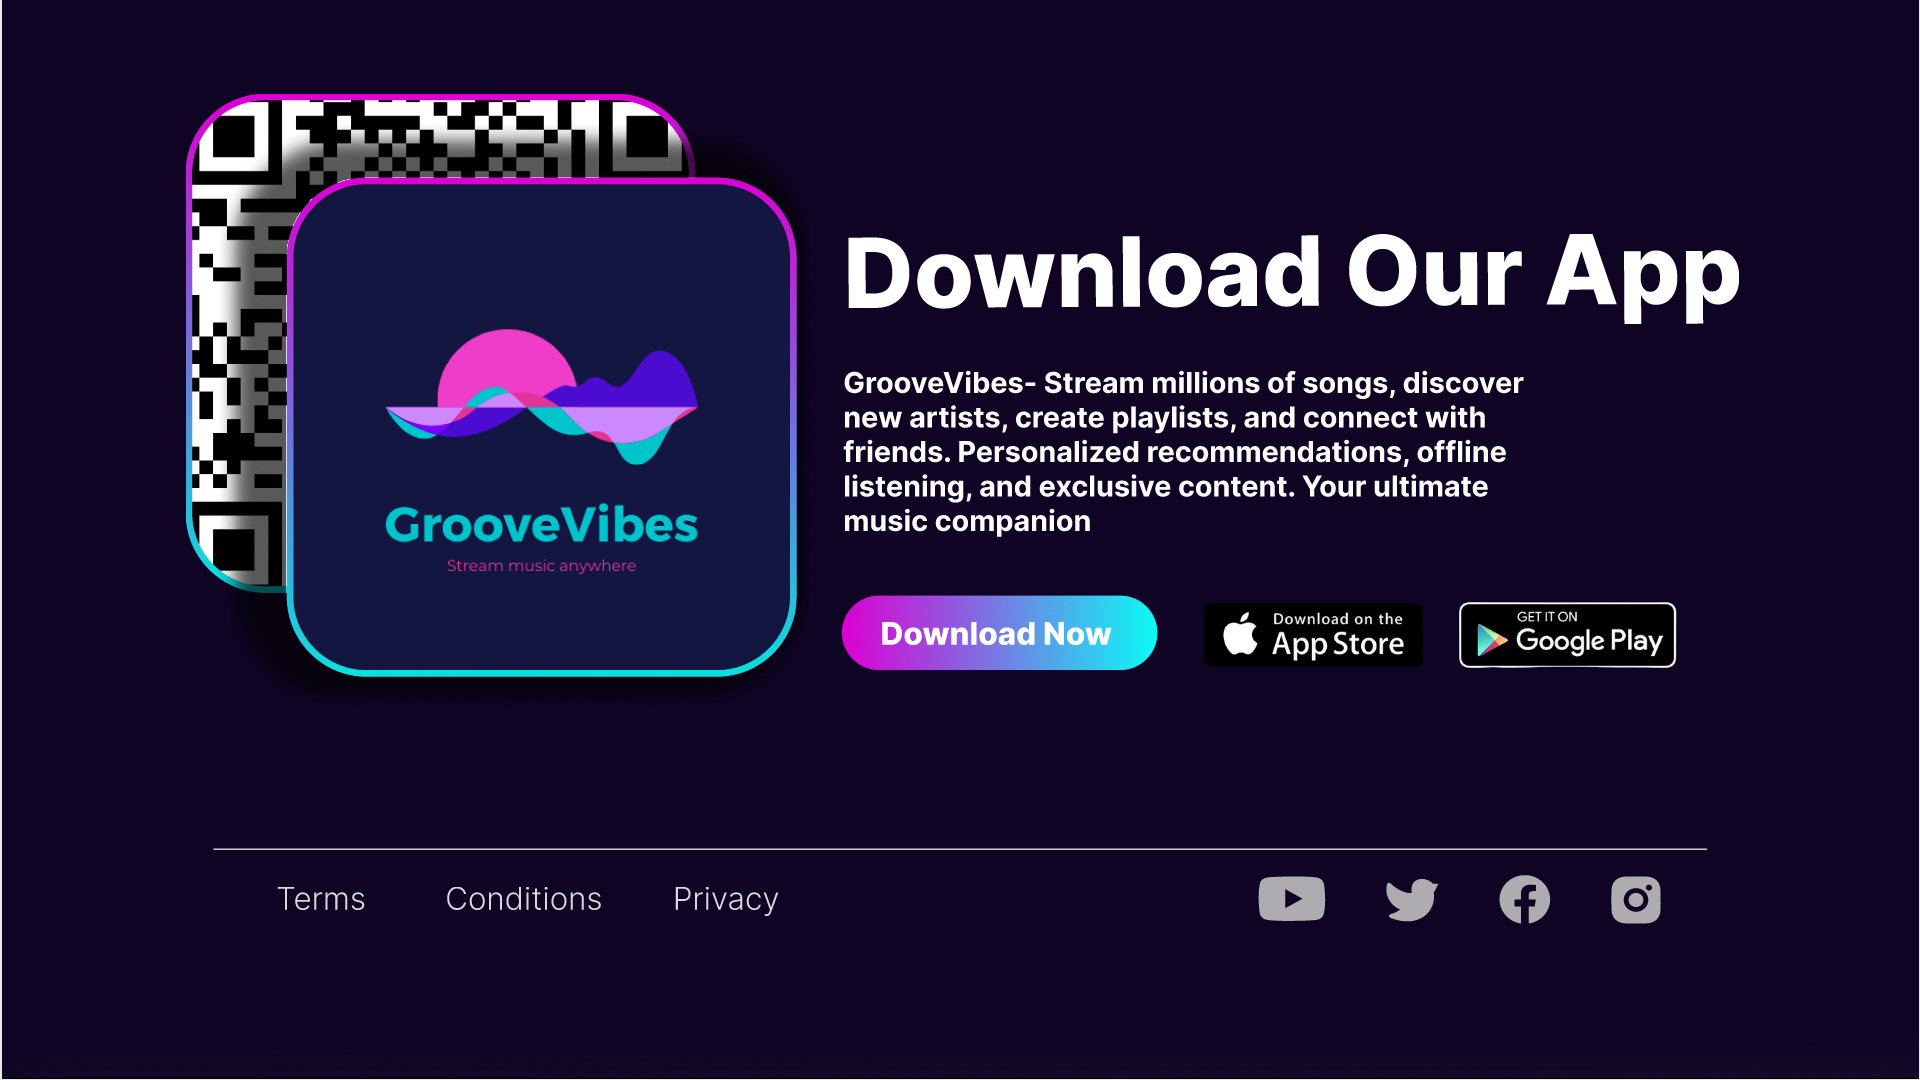 Download Our App
GrooveVibes- Stream millions of songs, discover
new artists, create playlists, and connect with
friends. Personalized recommendations, offline
listening, and exclusive content. Your ultimate
music companion
GrooveVibes
Stream music anywhere
Download Now
Download on the
App Store
GET IT ON
Google Play
Terms
Conditions
Privacy